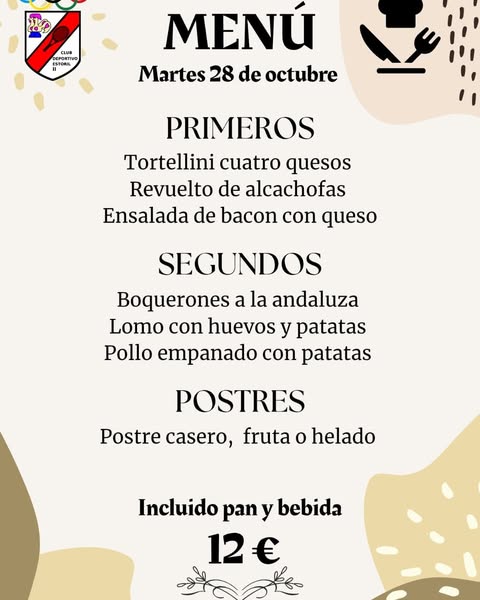 MENÚ
CLUB
DEPORTIVO
ESTORIL
II
Martes 28 de octubre
PRIMEROS
Tortellini cuatro quesos
Revuelto de alcachofas
Ensalada de bacon con queso
SEGUNDOS
Boquerones a la andaluza
Lomo con huevos y patatas
Pollo empanado con patatas
POSTRES
Postre casero, fruta o helado
Incluido pan y bebida
12 €